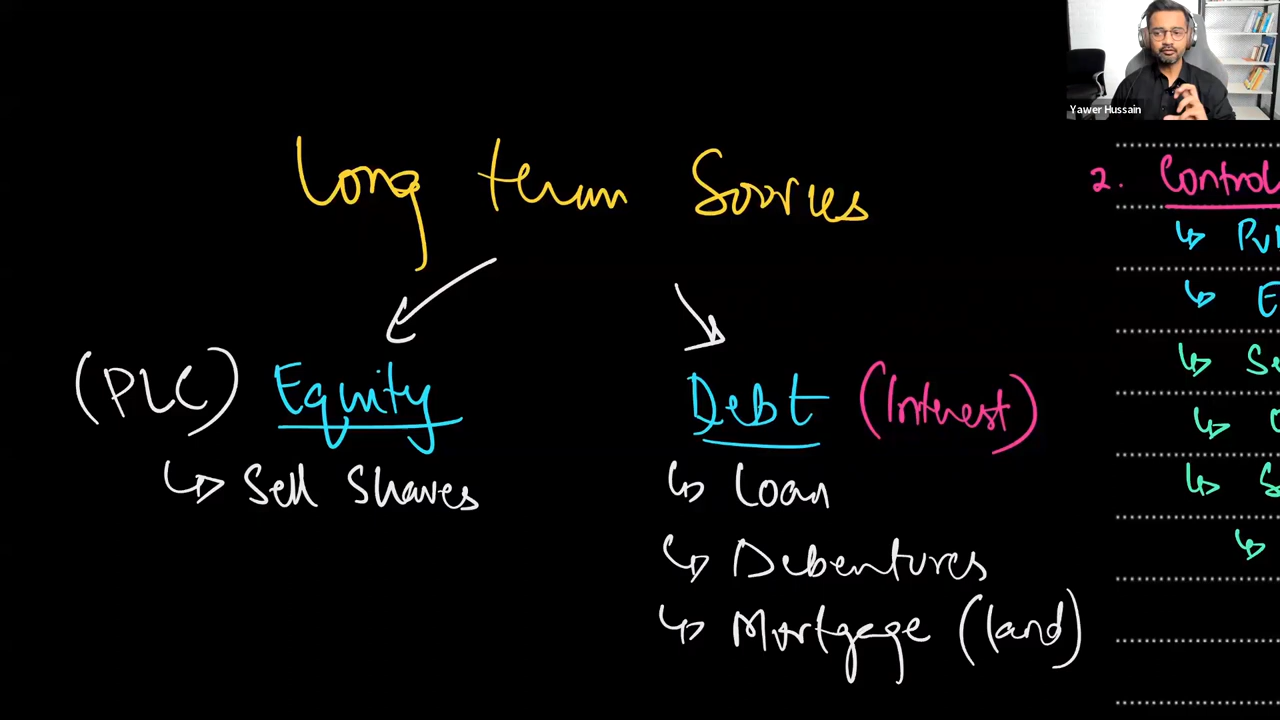 Yawer Hussain
Long term Sources
(PLC) Equity
Debt (Interest)
↳ Sell Shares
↳ Loan
↳ Debentures
↳ Mortgage (land)
2. Control